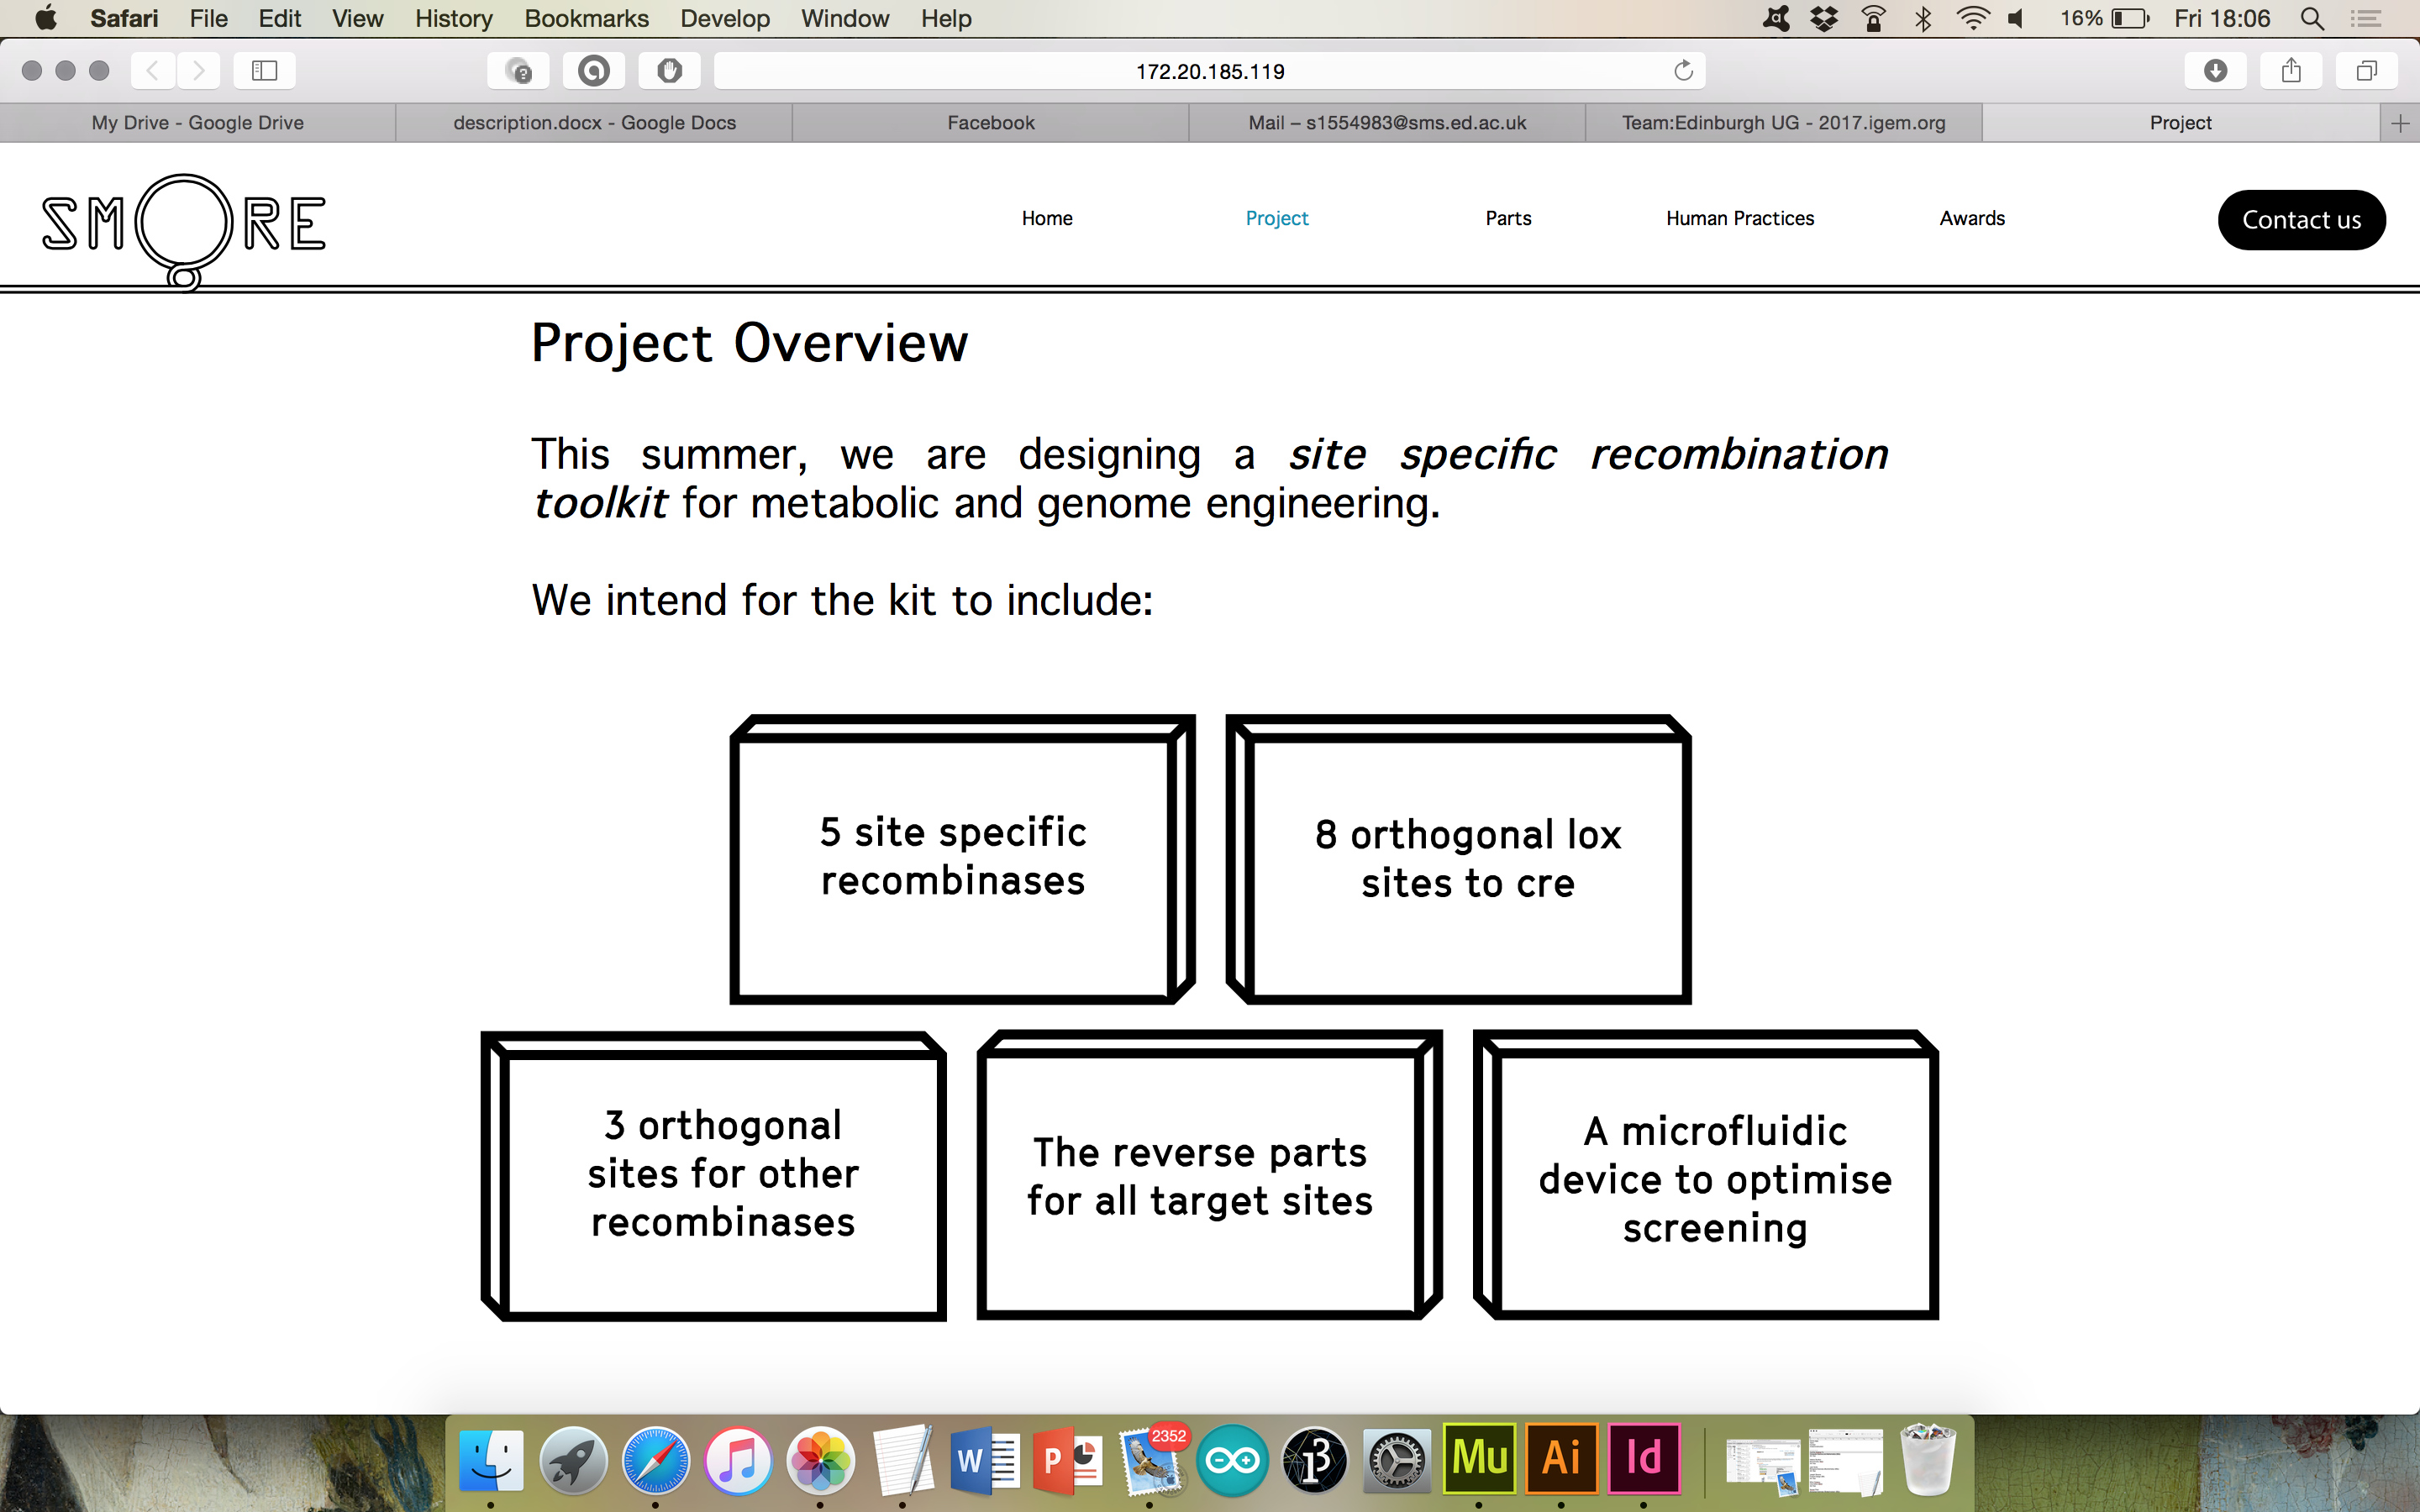 Safari File Edit View History Bookmarks Develop Window Help 16% Fri 18:06
172.20.185.119
My Drive - Google Drive
description.docx - Google Docs
Facebook
Mail – s1554983@sms.ed.ac.uk
Team:Edinburgh UG - 2017.igem.org
Project
SMORE
Home
Project
Parts
Human Practices
Awards
Contact us
Project Overview
This summer, we are designing a site specific recombination
toolkit for metabolic and genome engineering.
We intend for the kit to include:
5 site specific
recombinases
8 orthogonal lox
sites to cre
3 orthogonal
sites for other
recombinases
The reverse parts
for all target sites
A microfluidic
device to optimise
screening
W
P
2352
Mu
Ai
Id